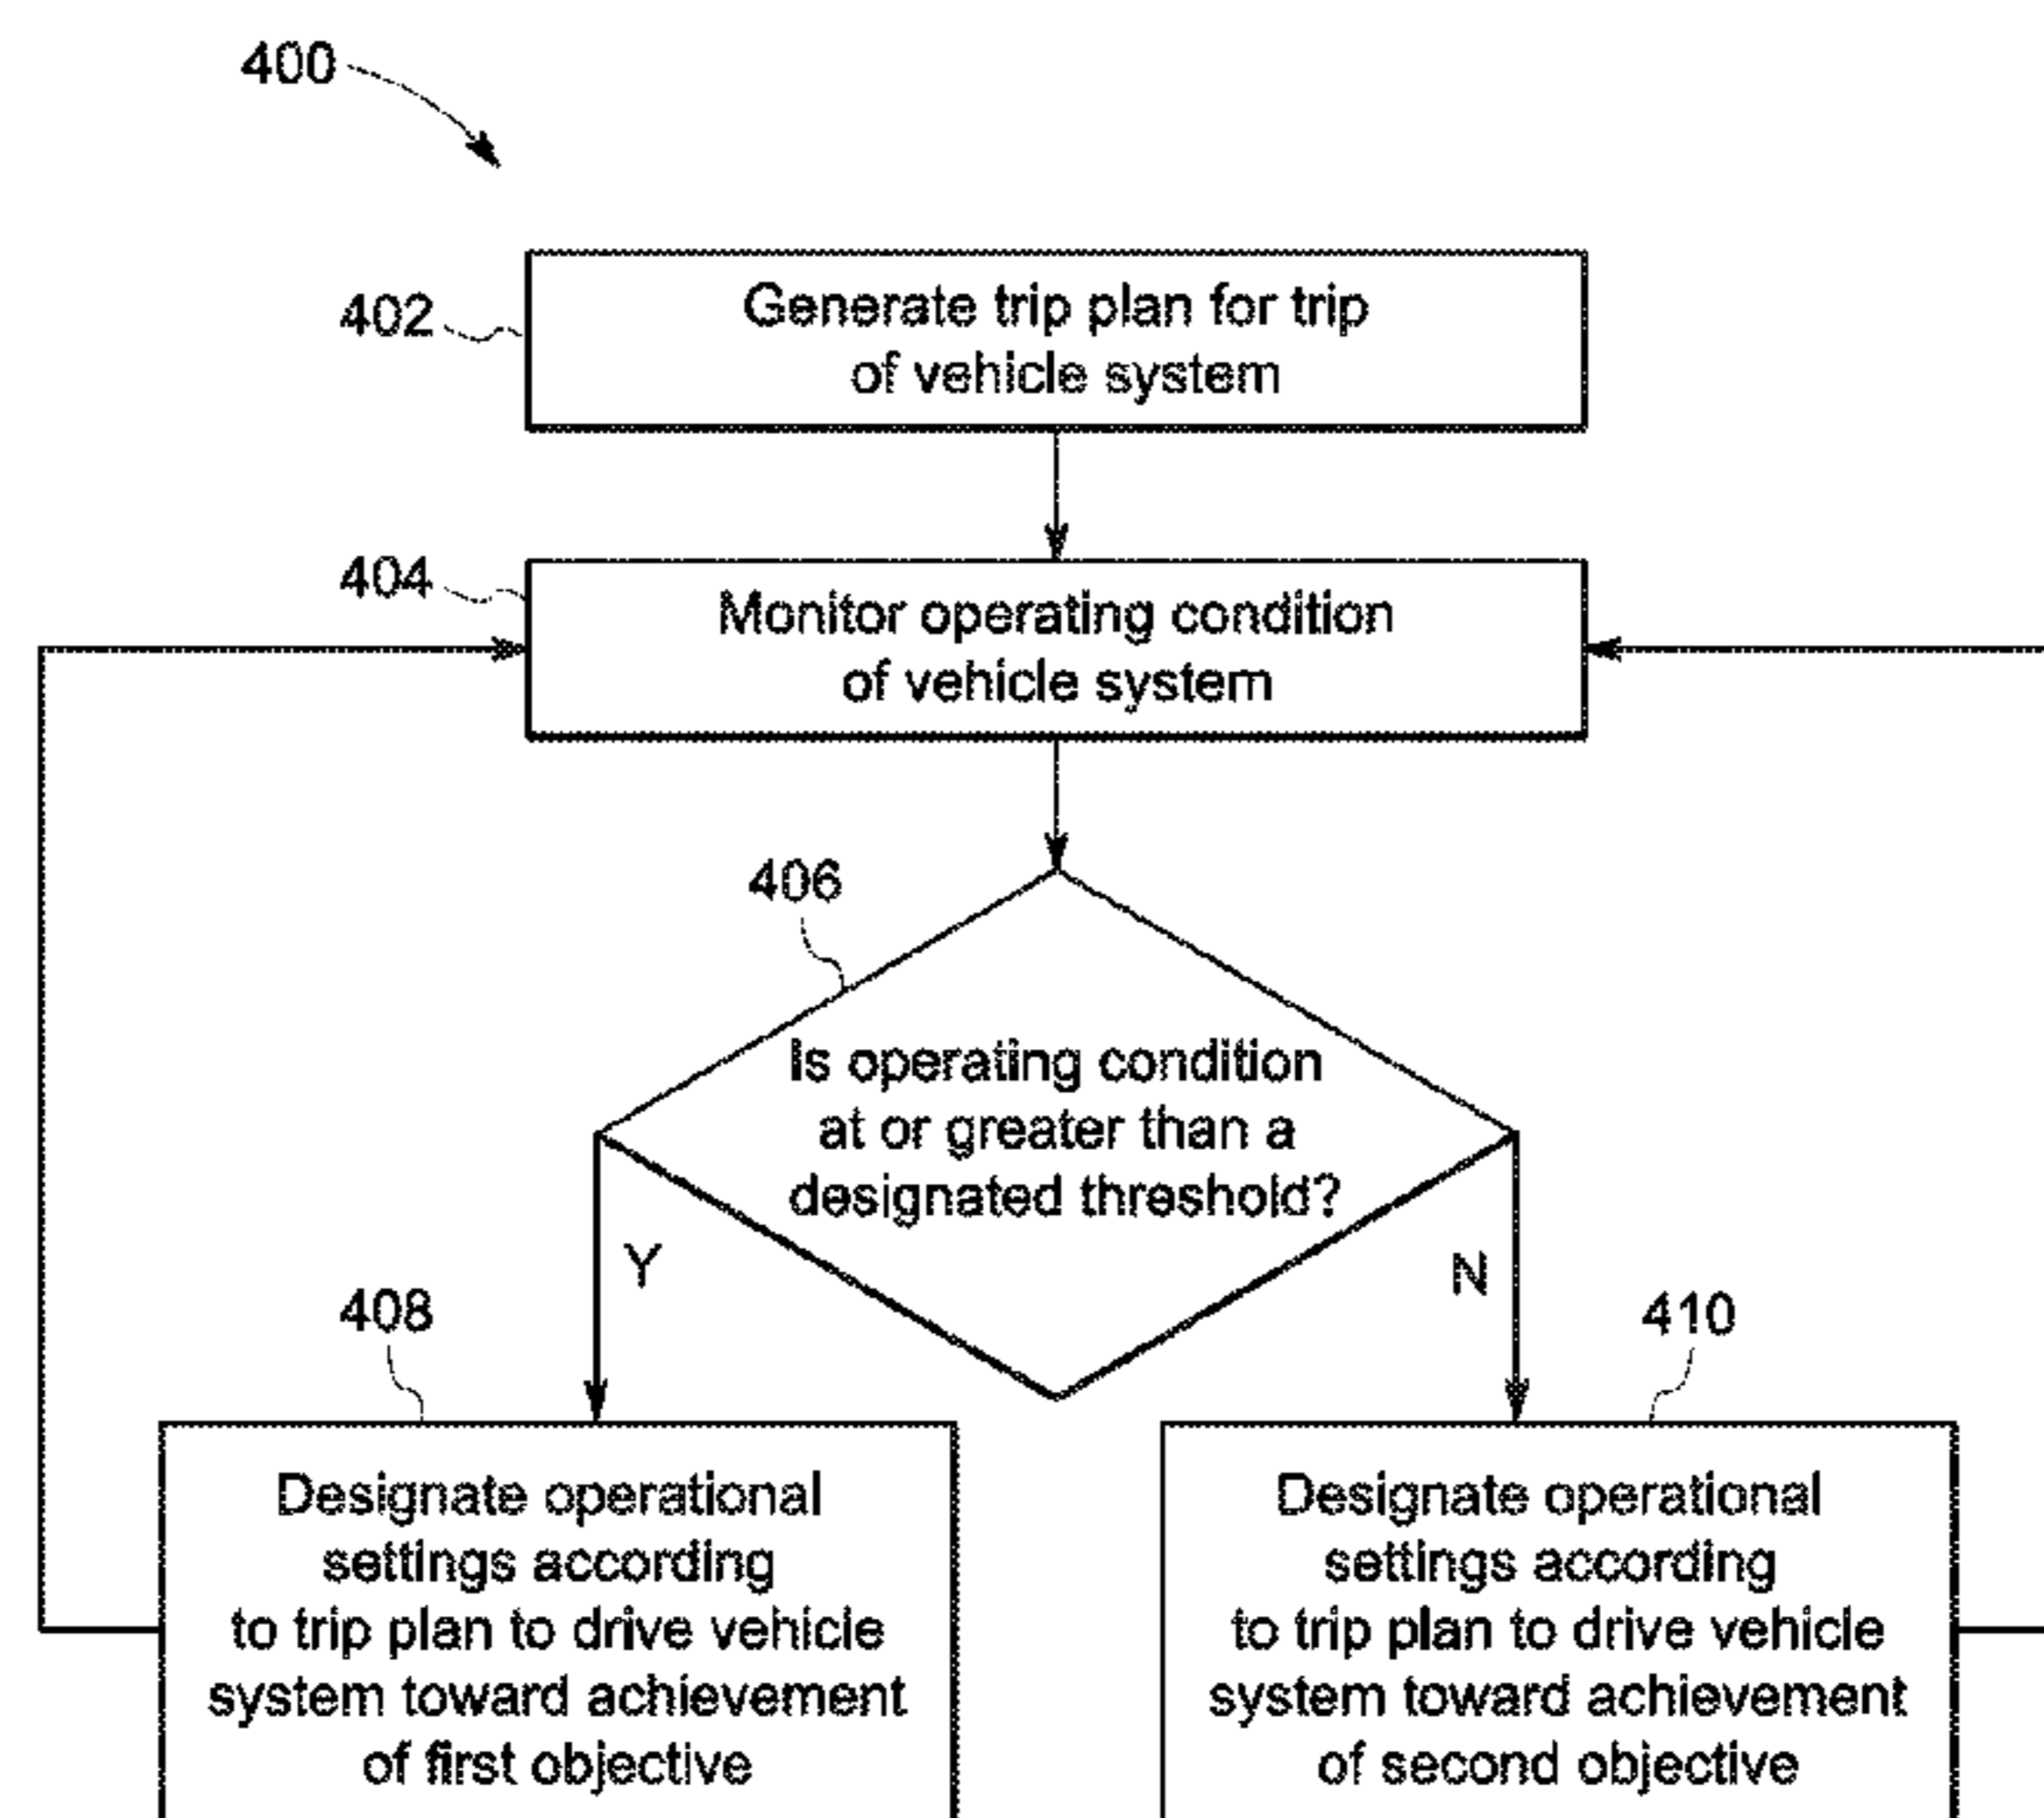 400
402
Generate trip plan for trip
of vehicle system
404
Monitor operating condition
of vehicle system
406
Is operating condition
at or greater than a
designated threshold?
Y
N
408
Designate operational
settings according
to trip plan to drive vehicle
system toward achievement
of first objective
410
Designate operational
settings according
to trip plan to drive vehicle
system toward achievement
of second objective